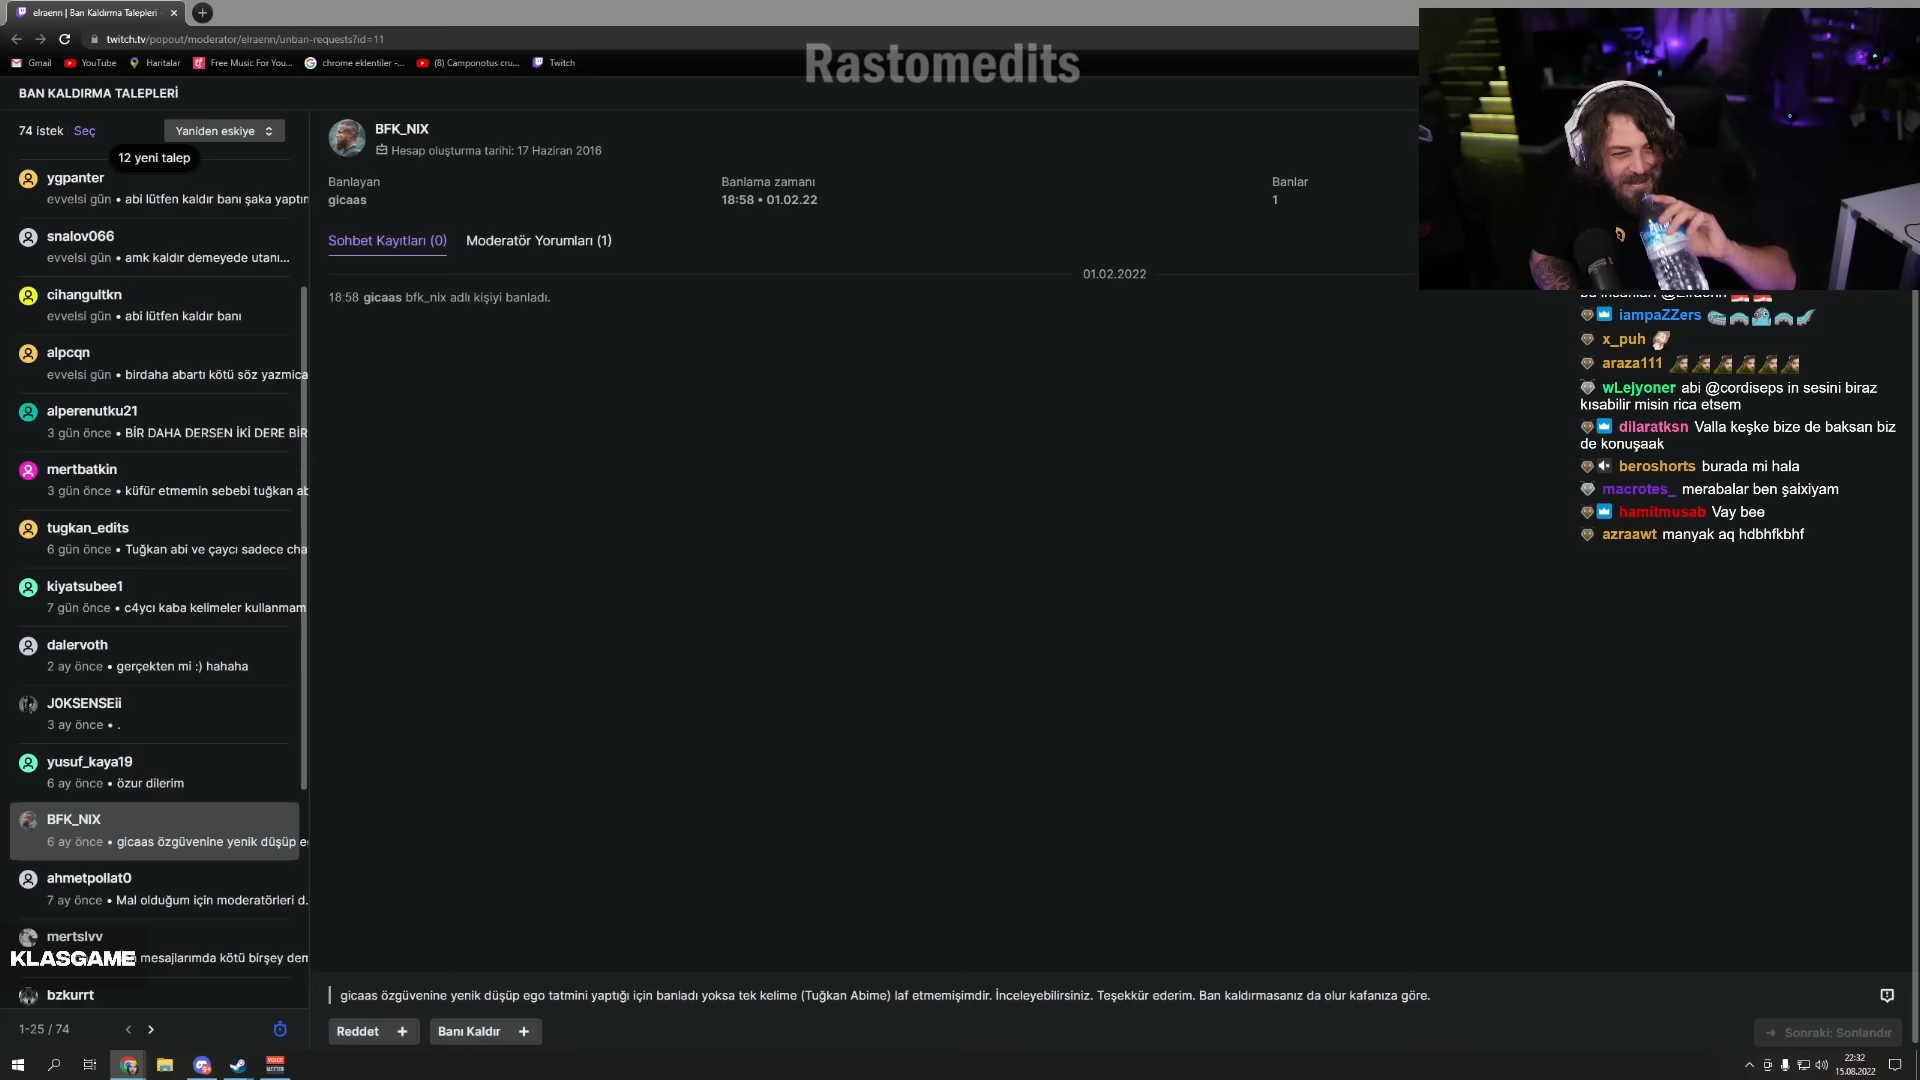 elraenn | Ban Kaldırma Talepleri
twitch.tv/popout/moderator/elraenn/unban-requests?id=11
Gmail
YouTube
Haritalar
Free Music For You...
chrome eklentiler -...
(8) Camponotus cru...
Twitch
Rastomedits
BAN KALDIRMA TALEPLERİ
74 istek Seç
Yaniden eskiye
12 yeni talep
ygpanter
evvelsi gün • abi lütfen kaldır banı şaka yaptım
snalov066
evvelsi gün • amk kaldır demeyede utanı...
cihangultkn
evvelsi gün • abi lütfen kaldır banı
alpcqn
evvelsi gün • birdaha abartı kötü söz yazmica
alperenutku21
3 gün önce • BİR DAHA DERSEN İKİ DERE BİR
mertbatkin
3 gün önce • küfür etmemin sebebi tuğkan ab
tugkan_edits
6 gün önce • Tuğkan abi ve çaycı sadece cha
kiyatsubee1
7 gün önce • c4ycı kaba kelimeler kullanmam
dalervoth
2 ay önce • gerçekten mi :) hahaha
J0KSENSEii
3 ay önce • .
yusuf_kaya19
6 ay önce • özur dilerim
BFK_NIX
6 ay önce • gicaas özgüvenine yenik düşüp e
ahmetpollat0
7 ay önce • Mal olduğum için moderatörleri d.
mertslvv
mesajlarımda kötü birşey dem
KLASGAME
bzkurrt
1-25 / 74
BFK_NIX
Hesap oluşturma tarihi: 17 Haziran 2016
Banlayan
gicaas
Banlama zamanı
18:58 • 01.02.22
Banlar
1
Sohbet Kayıtları (0)
Moderatör Yorumları (1)
01.02.2022
18:58 gicaas bfk_nix adlı kişiyi banladı.
iampaZZers
x_puh
araza111
wLejyoner abi @cordiseps in sesini biraz
kısabilir misin rica etsem
dilaratksn Valla keşke bize de baksan biz
de konuşaak
beroshorts burada mi hala
macrotes_ merabalar ben şaixiyam
hamitmusab Vay bee
azraawt manyak aq hdbhfkbhf
gicaas özgüvenine yenik düşüp ego tatmini yaptığı için banladı yoksa tek kelime (Tuğkan Abime) laf etmemişimdir. İnceleyebilirsiniz. Teşekkür ederim. Ban kaldırmasanız da olur kafanıza göre.
Reddet +
Banı Kaldır +
Sonraki: Sonlandır
22:32
15.08.2022